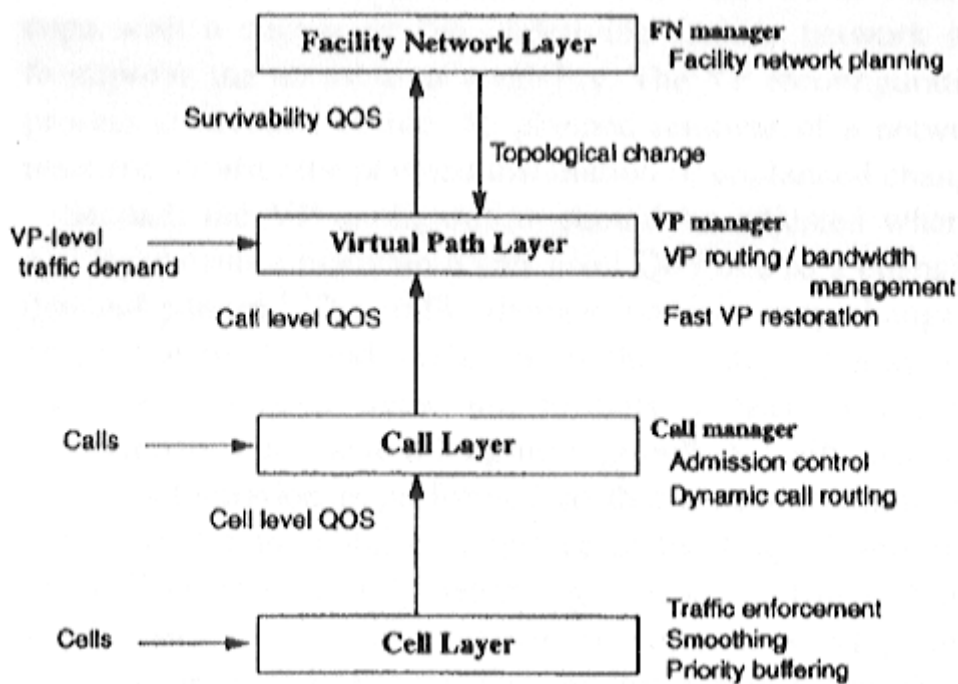 Facility Network Layer
FN manager
Facility network planning
Survivability QOS
Topological change
VP-level
traffic demand
Virtual Path Layer
VP manager
VP routing / bandwidth
management
Fast VP restoration
Call level QOS
Calls
Call Layer
Call manager
Admission control
Dynamic call routing
Cell level QOS
Cells
Cell Layer
Traffic enforcement
Smoothing
Priority buffering